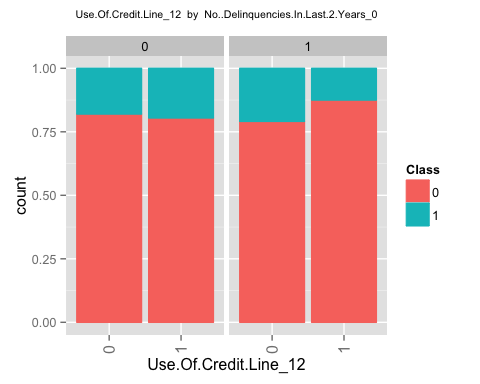 Use.Of.Credit.Line_12 by No..Delinquencies.In.Last.2.Years_0
0 1
1.00
0.75
0.50
0.25
0.00
count
0 1 0 1
Use.Of.Credit.Line_12
Class
0
1